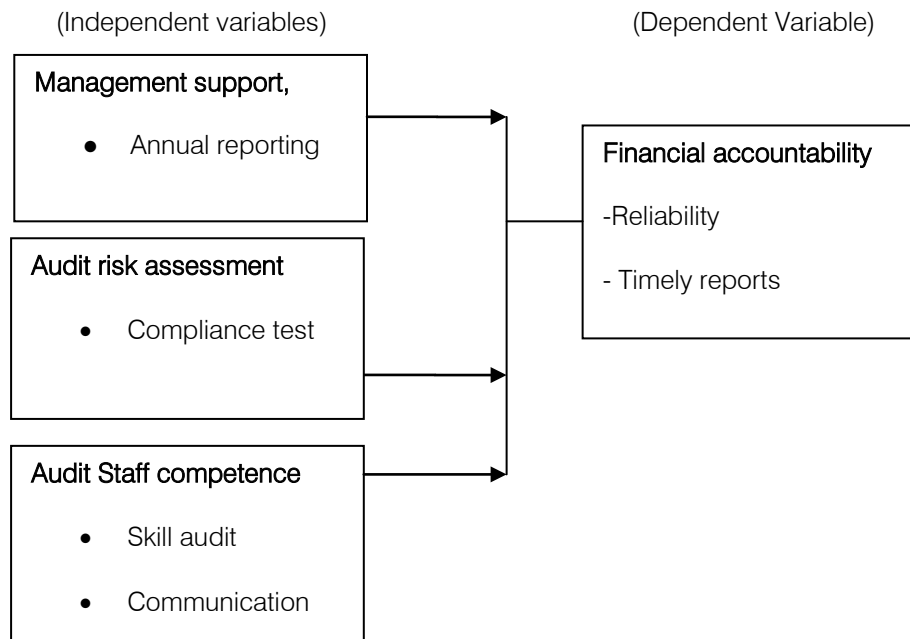 (Independent variables)
(Dependent Variable)
Management support,
• Annual reporting
Audit risk assessment
• Compliance test
Audit Staff competence
• Skill audit
• Communication
Financial accountability
-Reliability
- Timely reports